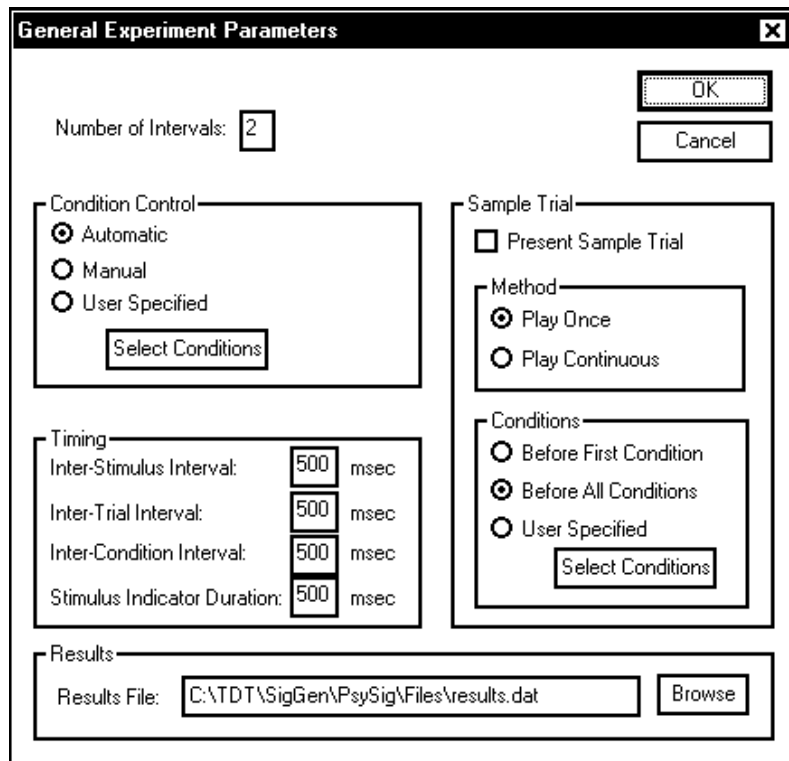 General Experiment Parameters
OK
Number of Intervals: 2
Cancel
Condition Control
Automatic
Manual
User Specified
Select Conditions
Sample Trial
Present Sample Trial
Method
Play Once
Play Continuous
Conditions
Before First Condition
Before All Conditions
User Specified
Select Conditions
Timing
Inter-Stimulus Interval: 500 msec
Inter-Trial Interval: 500 msec
Inter-Condition Interval: 500 msec
Stimulus Indicator Duration: 500 msec
Results
Results File: C:\TDT\SigGen\PsySig\Files\results.dat Browse